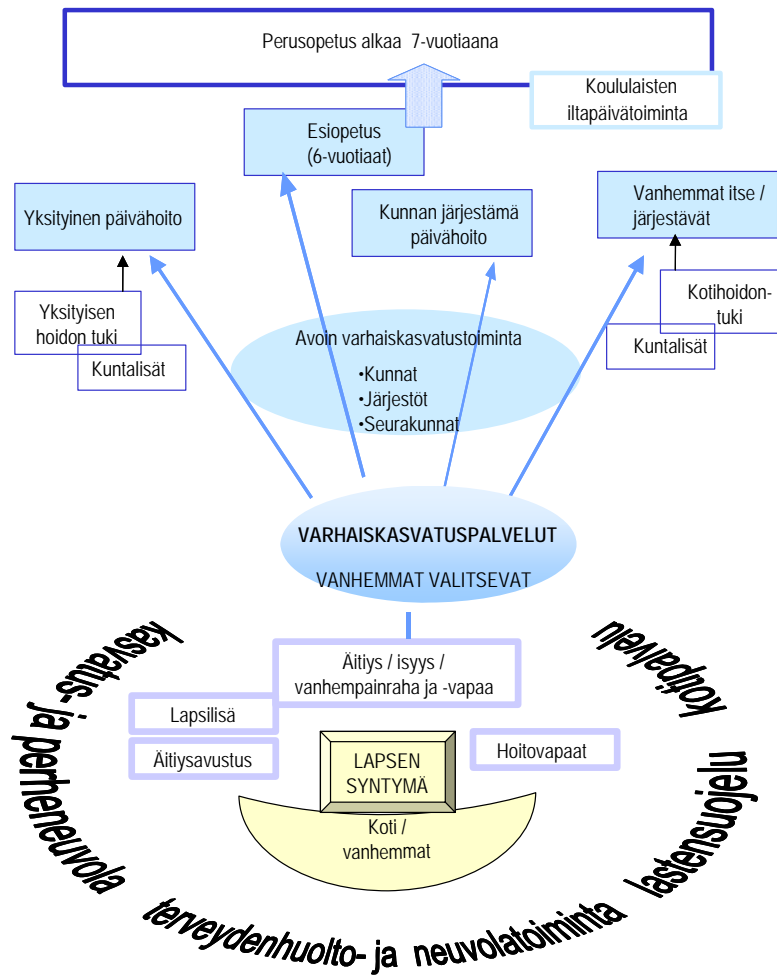 Perusopetus alkaa 7-vuotiaana
Koululaisten
iltapäivätoiminta
Esiopetus
(6-vuotiaat)
Yksityinen päivähoito
Kunnan järjestämä
päivähoito
Vanhemmat itse /
järjestävät
Yksityisen
hoidon tuki
Kuntalisät
Kotihoidon-
tuki
Kuntalisät
Avoin varhaiskasvatustoiminta
•Kunnat
•Järjestöt
•Seurakunnat
VARHAISKASVATUSPALVELUT
VANHEMMAT VALITSEVAT
Äitiys / isyys /
vanhempainraha ja -vapaa
Lapsilisä
Äitiysavustus
Hoitovapaat
LAPSEN
SYNTYMÄ
Koti /
vanhemmat
kasvatus- ja perheneuvola
terveydenhuolto- ja neuvolatoiminta
lastensuojelu
kotipalvelu